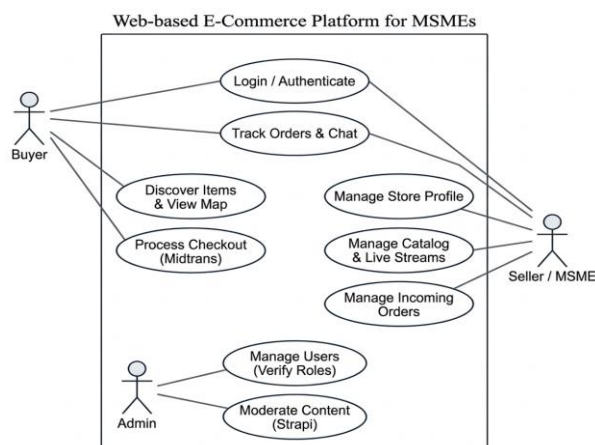 Web-based E-Commerce Platform for MSMEs
Login / Authenticate
Track Orders & Chat
Buyer
Discover Items
& View Map
Manage Store Profile
Process Checkout
(Midtrans)
Manage Catalog
& Live Streams
Seller / MSME
Manage Incoming
Orders
Manage Users
(Verify Roles)
Admin
Moderate Content
(Strapi)